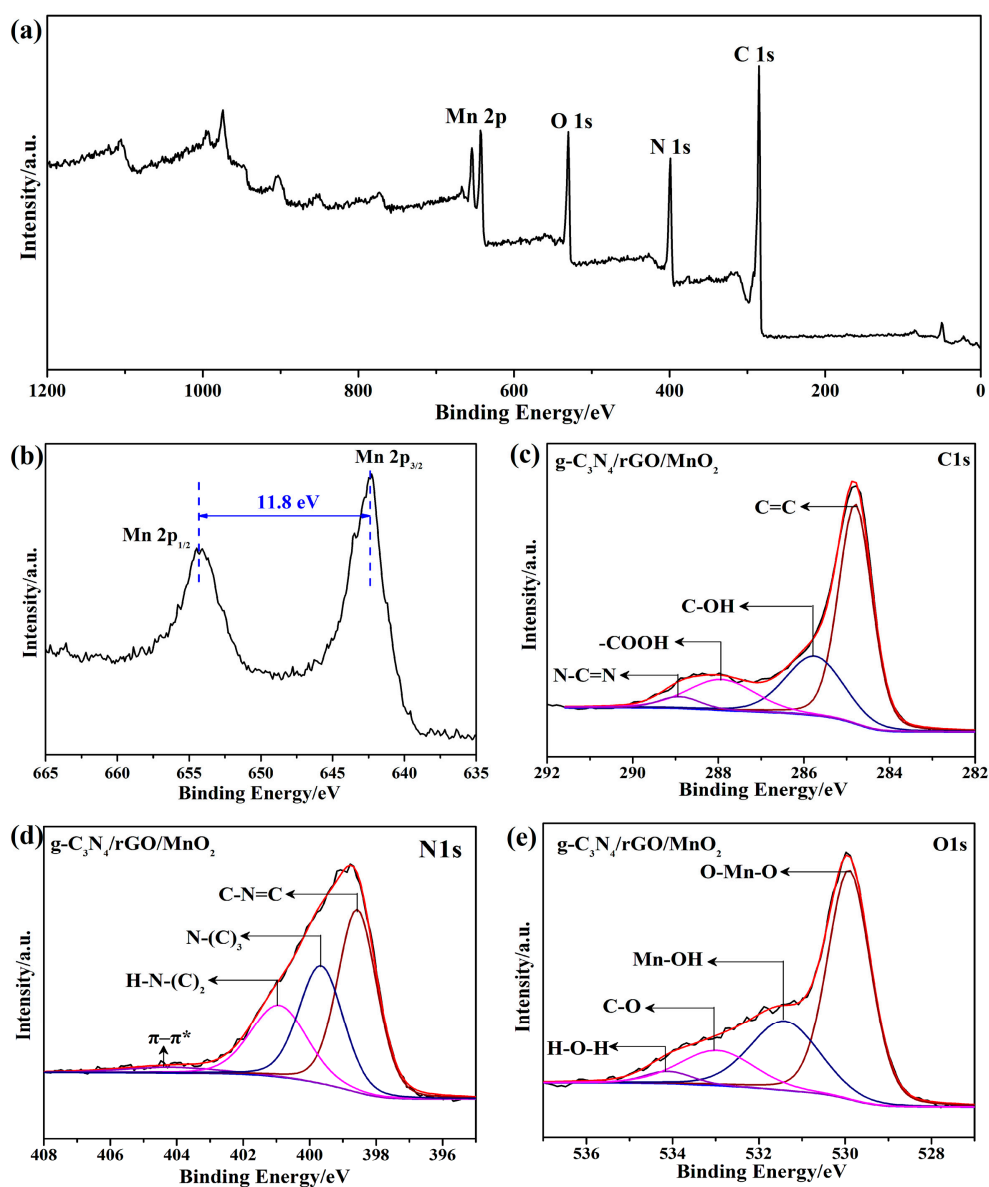 (a)
Intensity/a.u.
Mn 2p
O 1s
N 1s
C 1s
1200
1000
800
600
400
200
0
Binding Energy/eV
(b)
Intensity/a.u.
Mn 2p3/2
11.8 eV
Mn 2p1/2
665
660
655
650
645
640
635
Binding Energy/eV
(c)
g-C3N4/rGO/MnO2
C1s
Intensity/a.u.
C=C
C-OH
-COOH
N-C=N
292
290
288
286
284
282
Binding Energy/eV
(d)
g-C3N4/rGO/MnO2
N1s
Intensity/a.u.
C-N=C
N-(C)3
H-N-(C)2
π–π*
408
406
404
402
400
398
396
Binding Energy/eV
(e)
g-C3N4/rGO/MnO2
O1s
Intensity/a.u.
O-Mn-O
Mn-OH
C-O
H-O-H
536
534
532
530
528
Binding Energy/eV